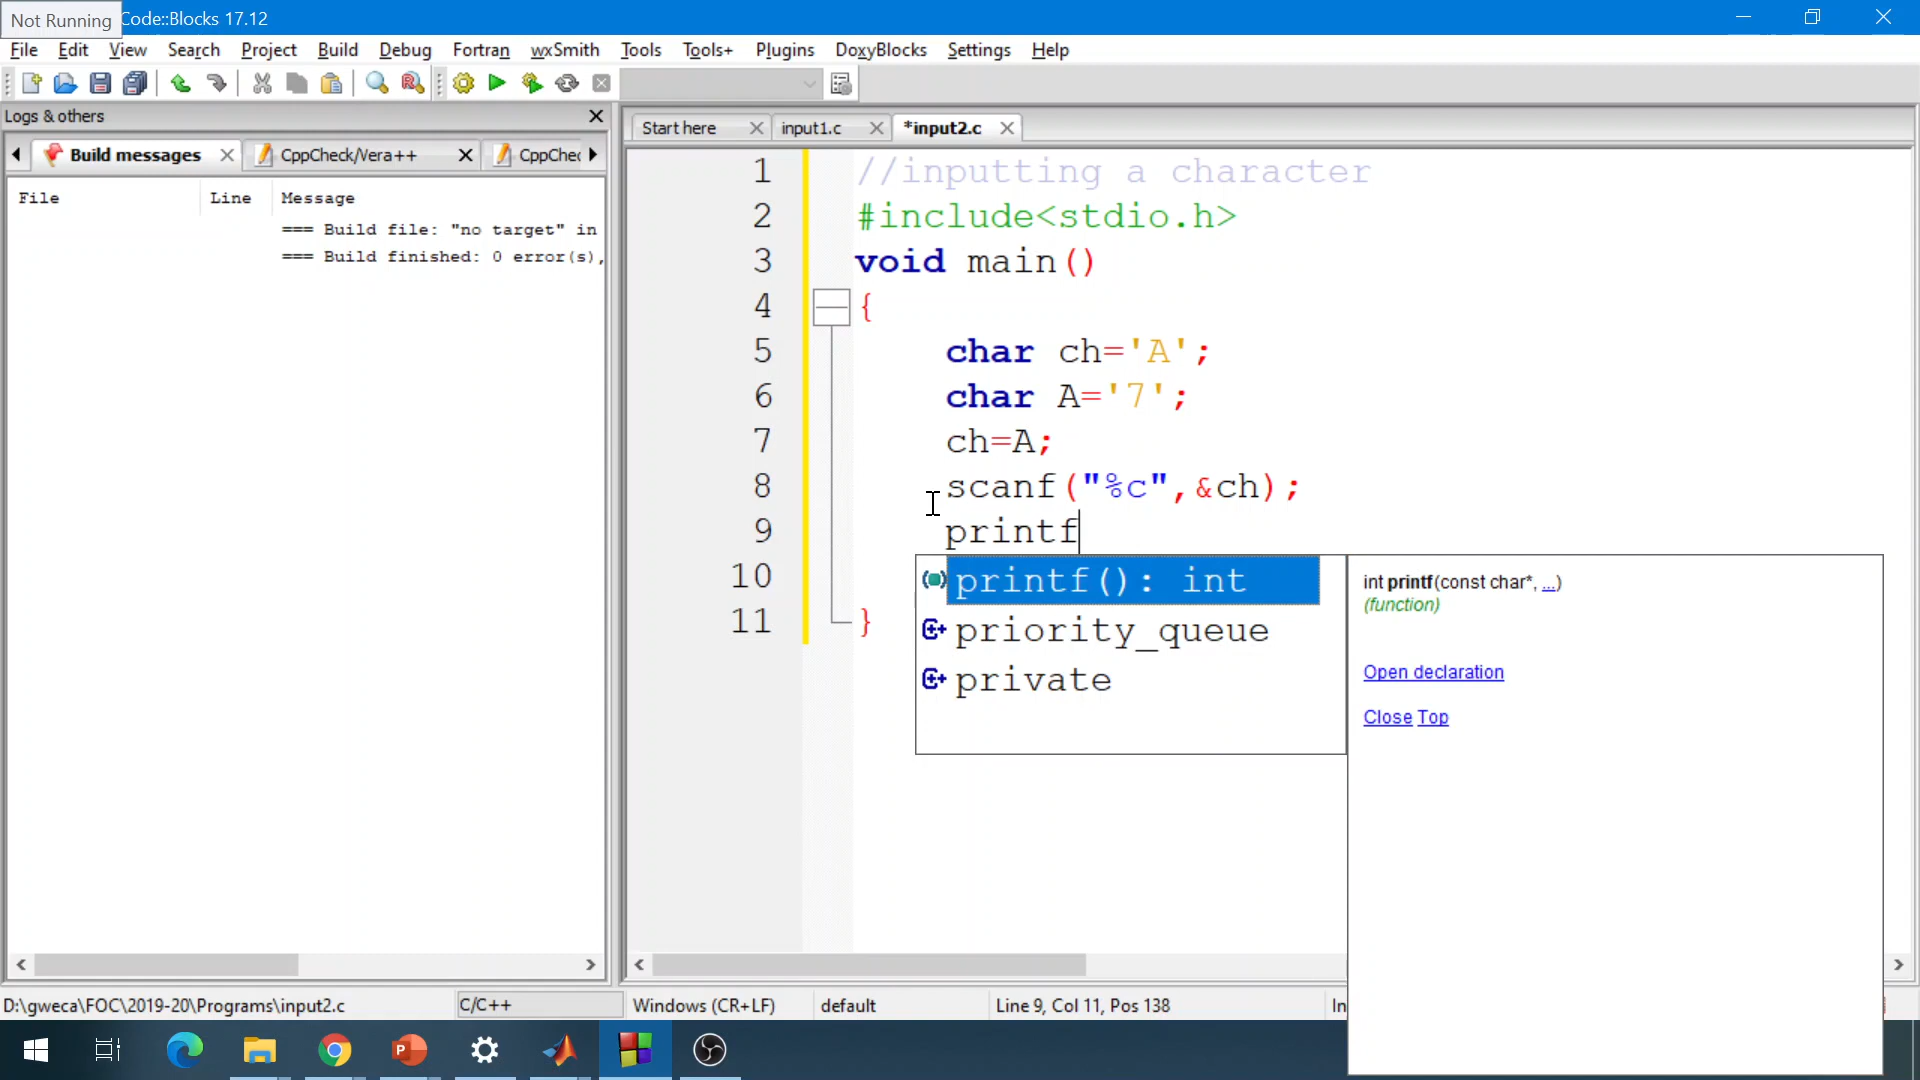 Not Running
Code::Blocks 17.12
File Edit View Search Project Build Debug Fortran wxSmith Tools Tools+ Plugins DoxyBlocks Settings Help
Logs & others
Build messages CppCheck/Vera++ CppChec
File Line Message
=== Build file: "no target" in
=== Build finished: 0 error(s),
Start here input1.c *input2.c
1 //inputting a character
2 #include<stdio.h>
3 void main()
4 {
5 char ch='A';
6 char A='7';
7 ch=A;
8 scanf("%c",&ch);
9 printf
10
11 }
printf(): int
priority_queue
private
int printf(const char*, ...)
(function)
Open declaration
Close Top
D:\gweca\FOC\2019-20\Programs\input2.c C/C++ Windows (CR+LF) default Line 9, Col 11, Pos 138 In